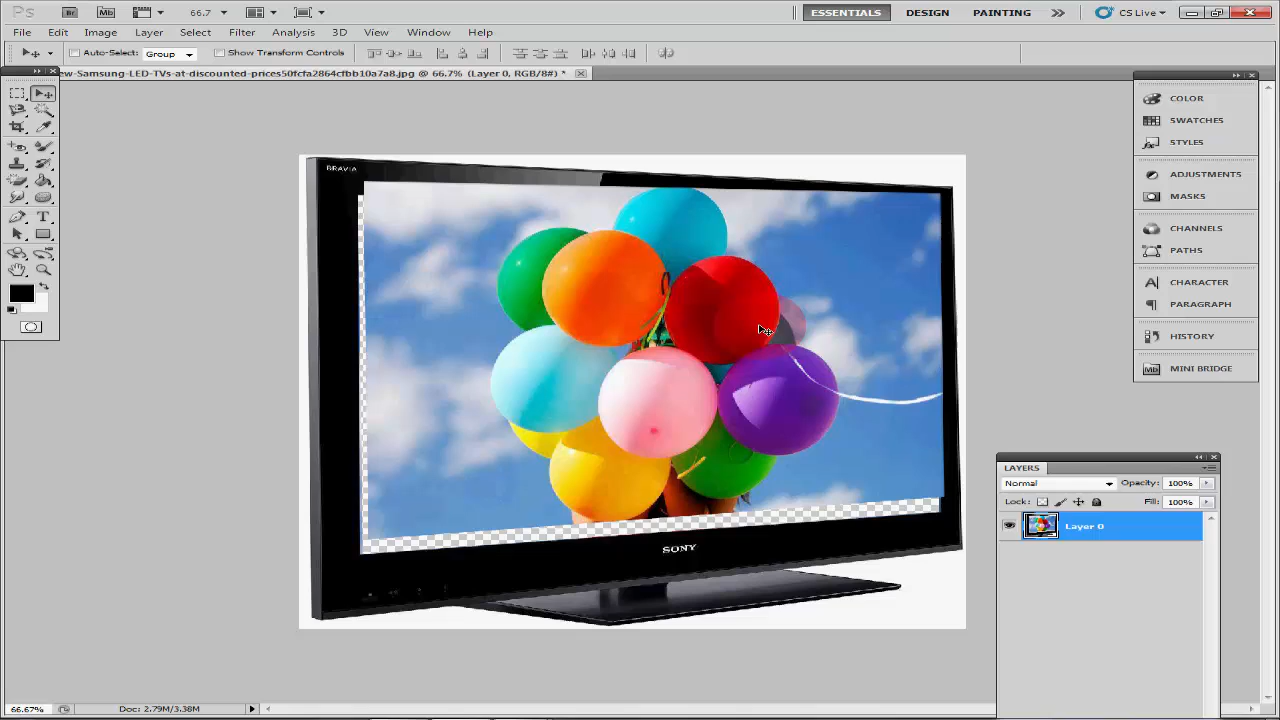 Ps Br Mb 66.7 ESSENTIALS DESIGN PAINTING CS Live
File Edit Image Layer Select Filter Analysis 3D View Window Help
Auto-Select: Group Show Transform Controls
ew-Samsung-LED-TVs-at-discounted-prices50fcfa2864cfbb10a7a8.jpg @ 66.7% (Layer 0, RGB/8#) *
COLOR
SWATCHES
STYLES
ADJUSTMENTS
MASKS
CHANNELS
PATHS
CHARACTER
PARAGRAPH
HISTORY
Mb MINI BRIDGE
BRAVIA
SONY
LAYERS
Normal Opacity: 100%
Lock: Fill: 100%
Layer 0
66.67% Doc: 2.79M/3.38M